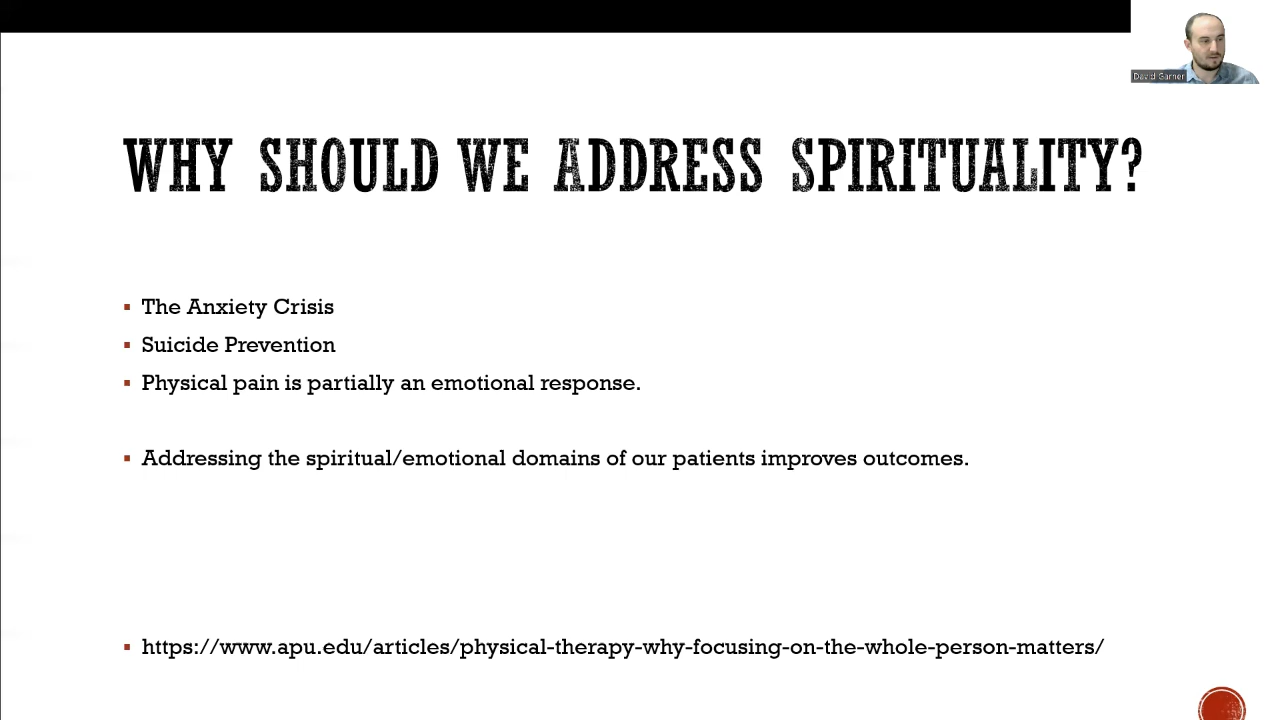 David Garner
WHY SHOULD WE ADDRESS SPIRITUALITY?
The Anxiety Crisis
Suicide Prevention
Physical pain is partially an emotional response.
Addressing the spiritual/emotional domains of our patients improves outcomes.
https://www.apu.edu/articles/physical-therapy-why-focusing-on-the-whole-person-matters/